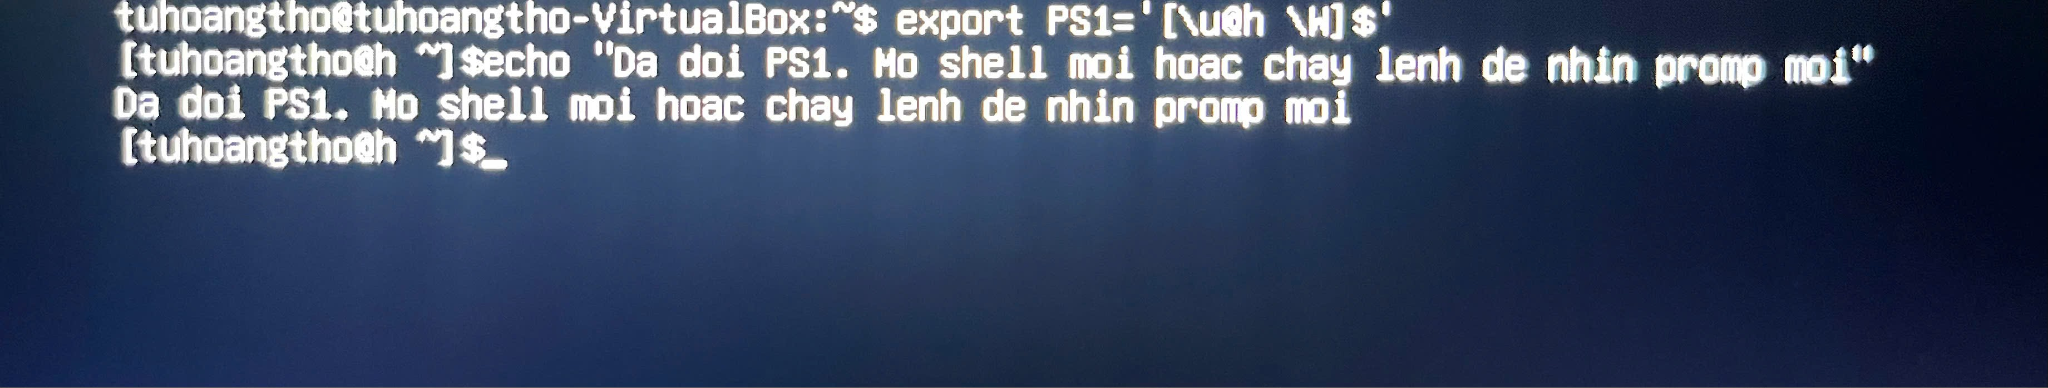 tuhoangtho@tuhoangtho-VirtualBox:~$ export PS1='[\u@h \W]$'
[tuhoangtho@h ~]$echo "Da doi PS1. Mo shell moi hoac chay lenh de nhin promp moi"
Da doi PS1. Mo shell moi hoac chay lenh de nhin promp moi
[tuhoangtho@h ~]$_